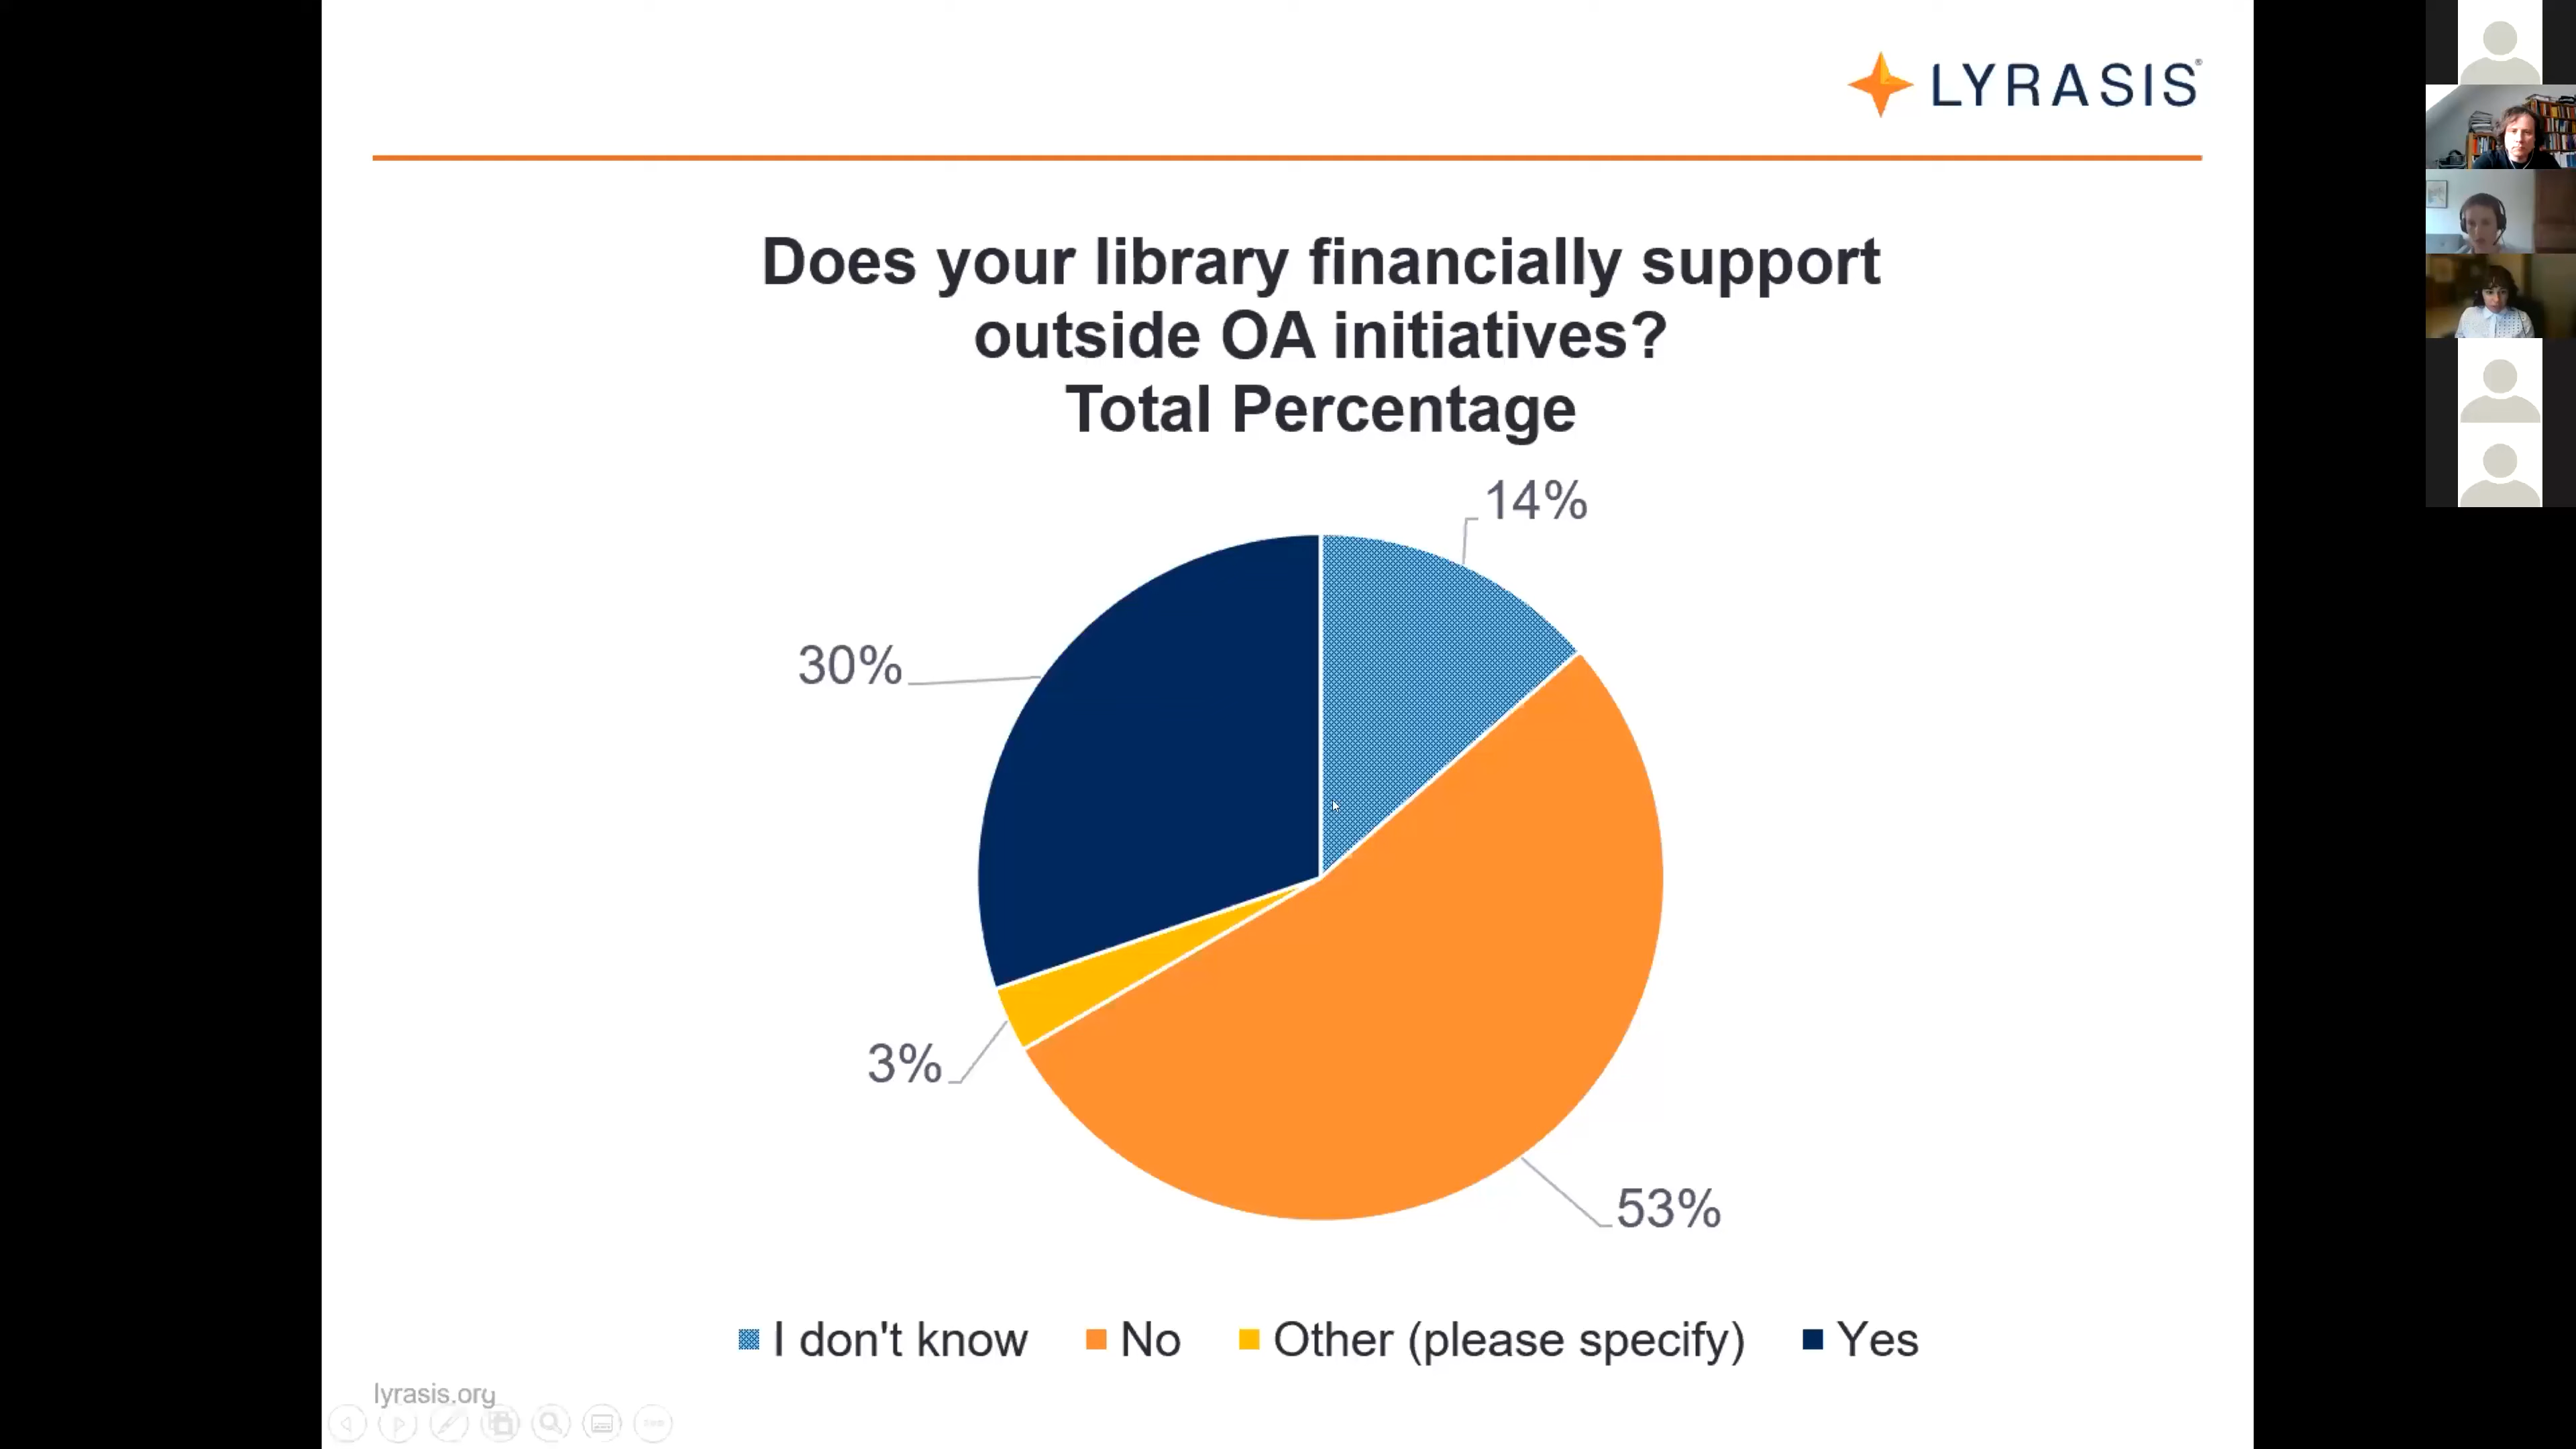 LYRASIS®
Does your library financially support
outside OA initiatives?
Total Percentage
14%
30%
3%
53%
I don't know
No
Other (please specify)
Yes
lyrasis.org